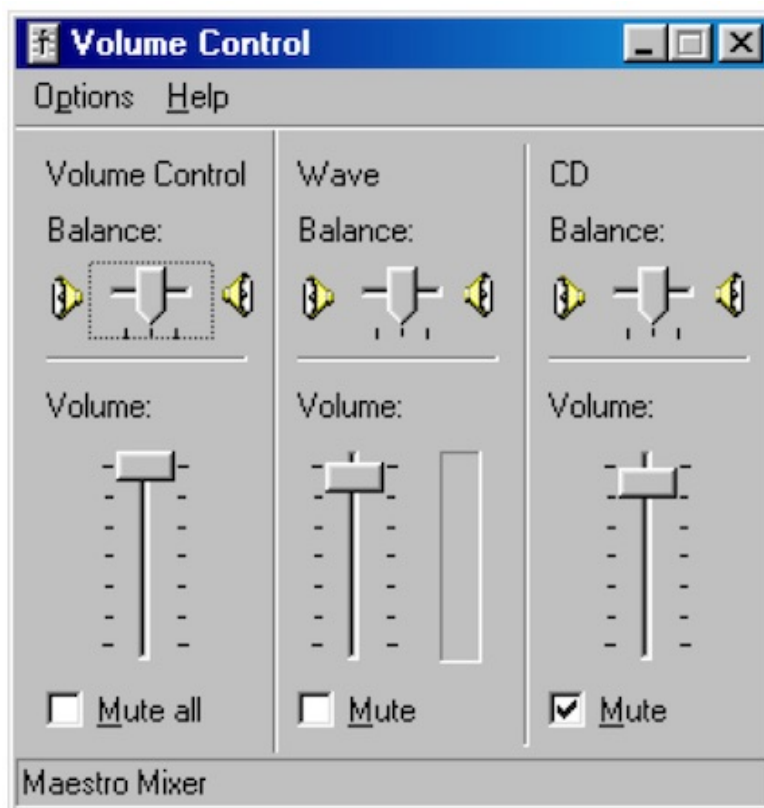 Volume Control
Options Help
Volume Control Wave CD
Balance: Balance: Balance:
Volume: Volume: Volume:
Mute all Mute Mute
Maestro Mixer